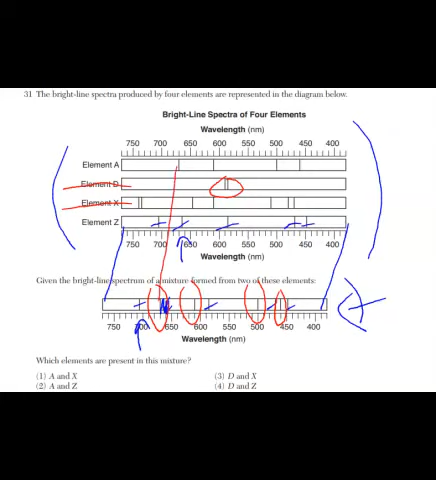 31 The bright-line spectra produced by four elements are represented in the diagram below.
Bright-Line Spectra of Four Elements
Wavelength (nm)
750 700 650 600 550 500 450 400
Element A
Element D
Element X
Element Z
750 700 650 600 550 500 450 400
Wavelength (nm)
Given the bright-line spectrum of a mixture formed from two of these elements:
750 700 650 600 550 500 450 400
Wavelength (nm)
Which elements are present in this mixture?
(1) A and X (3) D and X
(2) A and Z (4) D and Z